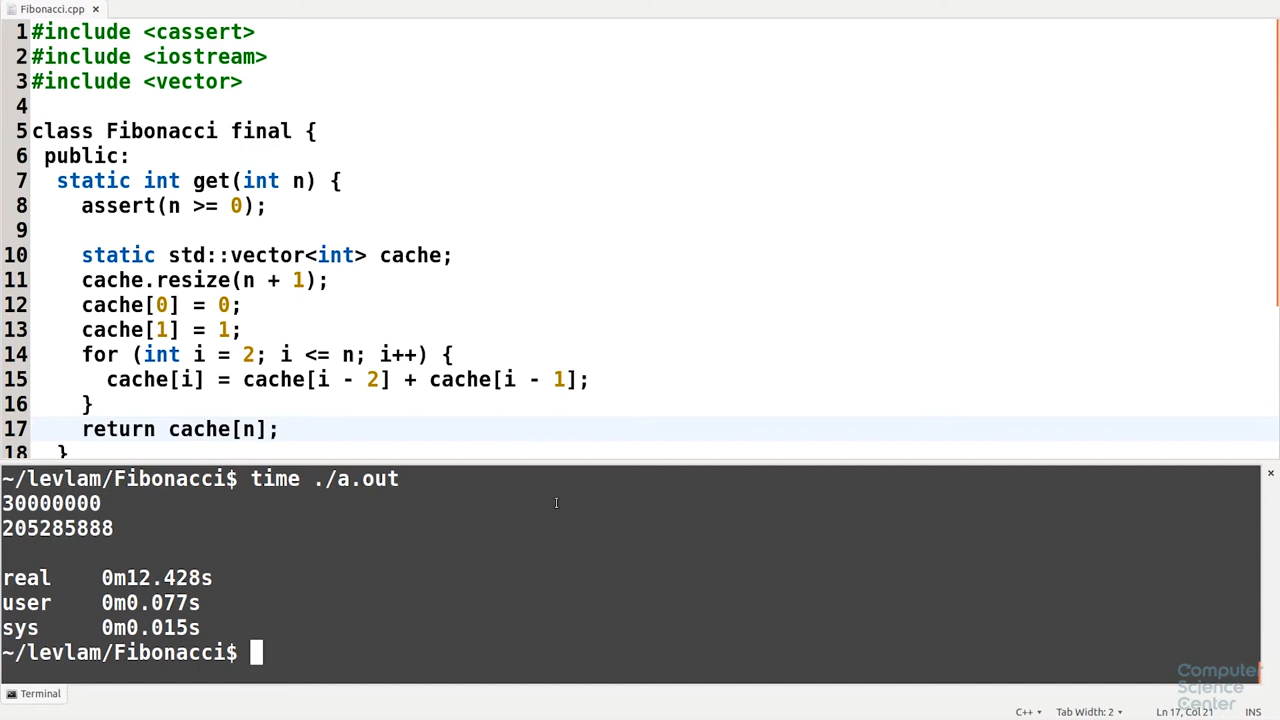 Fibonacci.cpp ×
1 #include <cassert>
2 #include <iostream>
3 #include <vector>
4
5 class Fibonacci final {
6  public:
7   static int get(int n) {
8     assert(n >= 0);
9
10     static std::vector<int> cache;
11     cache.resize(n + 1);
12     cache[0] = 0;
13     cache[1] = 1;
14     for (int i = 2; i <= n; i++) {
15       cache[i] = cache[i - 2] + cache[i - 1];
16     }
17     return cache[n];
18   }
~/levlam/Fibonacci$ time ./a.out
30000000
205285888

real    0m12.428s
user    0m0.077s
sys     0m0.015s
~/levlam/Fibonacci$
Computer
Science
Center
Terminal
C++ Tab Width: 2 Ln 17, Col 21 INS